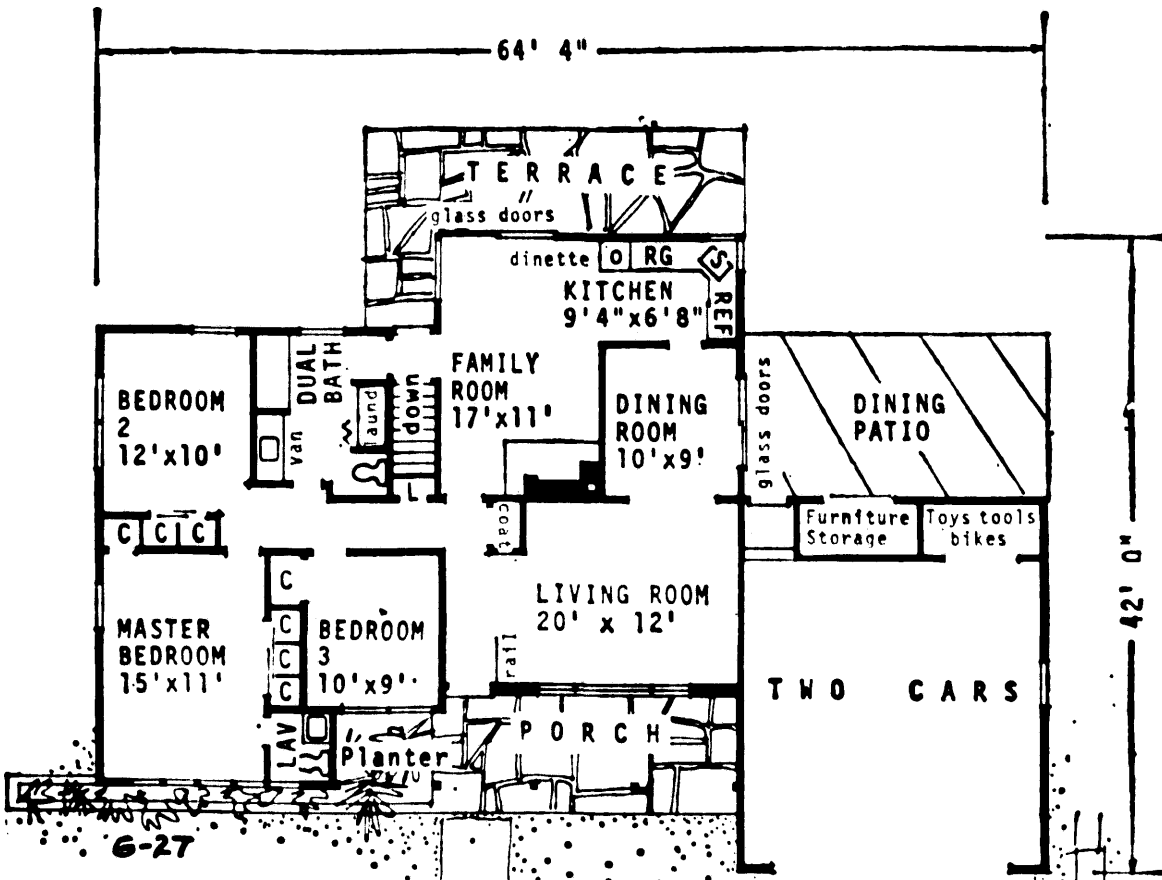 64' 4"
TERRACE
glass doors
dinette
O
RG
S
REF
KITCHEN
9'4"x6'8"
DUAL
BATH
FAMILY
ROOM
17'x11'
down
laund
van
L
BEDROOM
2
12'x10'
DINING
ROOM
10'x9'
glass doors
DINING
PATIO
42' 0"
C
C
C
coat
Furniture
Storage
Toys tools
bikes
C
C
C
C
LIVING ROOM
20' x 12'
MASTER
BEDROOM
15'x11'
BEDROOM
3
10'x9'
rail
TWO CARS
PORCH
LAV
Planter
G-27